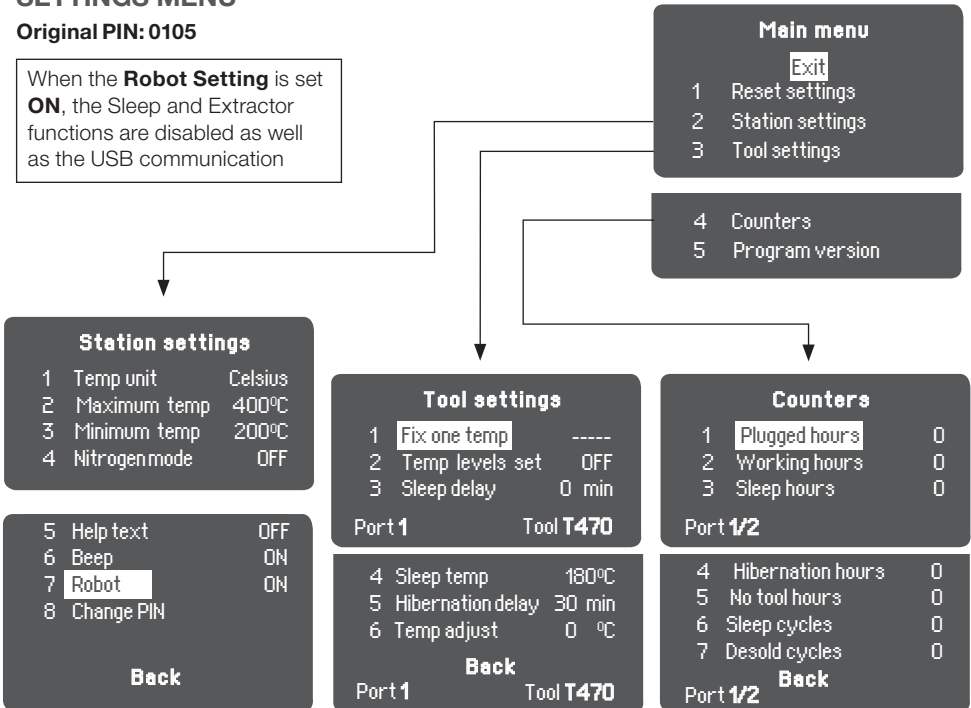 SETTINGS MENU
Original PIN: 0105
When the Robot Setting is set
ON, the Sleep and Extractor
functions are disabled as well
as the USB communication
Main menu
Exit
1 Reset settings
2 Station settings
3 Tool settings
4 Counters
5 Program version
Station settings
1 Temp unit Celsius
2 Maximum temp 400ºC
3 Minimum temp 200ºC
4 Nitrogen mode OFF
5 Help text OFF
6 Beep ON
7 Robot ON
8 Change PIN
Back
Tool settings
1 Fix one temp -----
2 Temp levels set OFF
3 Sleep delay 0 min
Port 1 Tool T470
4 Sleep temp 180ºC
5 Hibernation delay 30 min
6 Temp adjust 0 ºC
Back
Port 1 Tool T470
Counters
1 Plugged hours 0
2 Working hours 0
3 Sleep hours 0
Port 1/2
4 Hibernation hours 0
5 No tool hours 0
6 Sleep cycles 0
7 Desold cycles 0
Back
Port 1/2